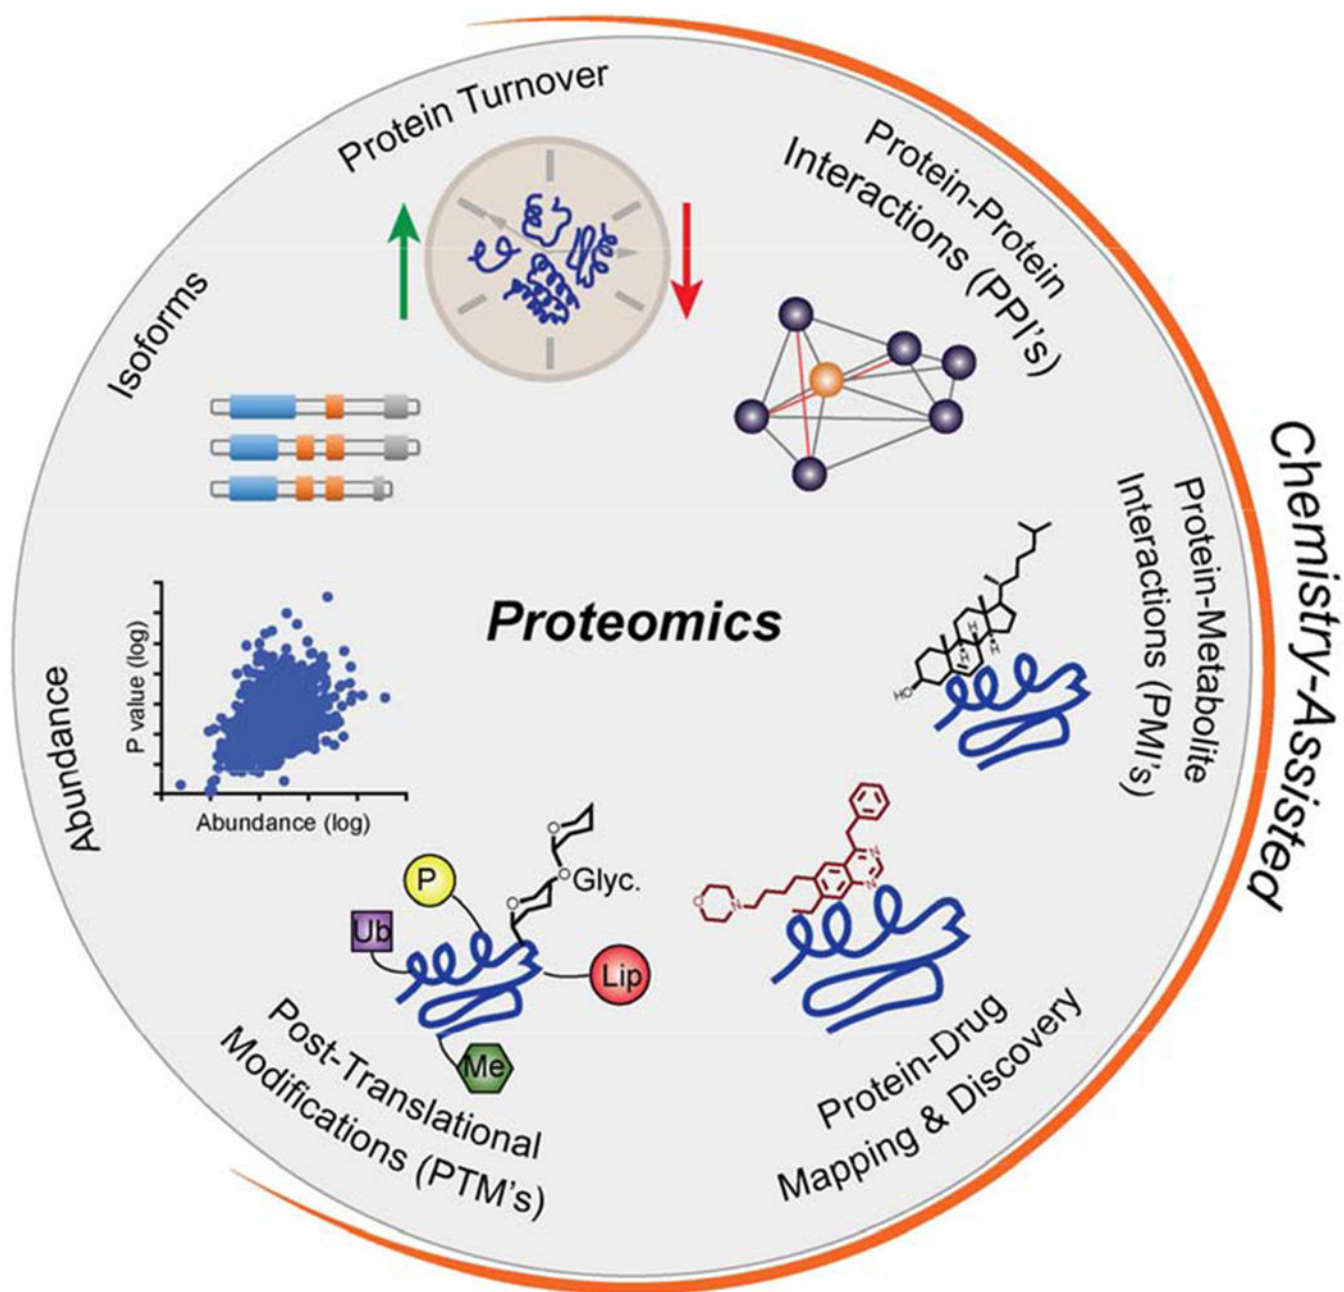 Protein Turnover
Protein-Protein
Interactions (PPI's)
Isoforms
Chemistry-Assisted
Protein-Metabolite
Interactions (PMI's)
Proteomics
P value (log)
Abundance
Abundance (log)
HO
H
H
H
N
N
O
N
O
O
Glyc.
P
Ub
Lip
Me
Post-Translational
Modifications (PTM's)
Protein-Drug
Mapping & Discovery